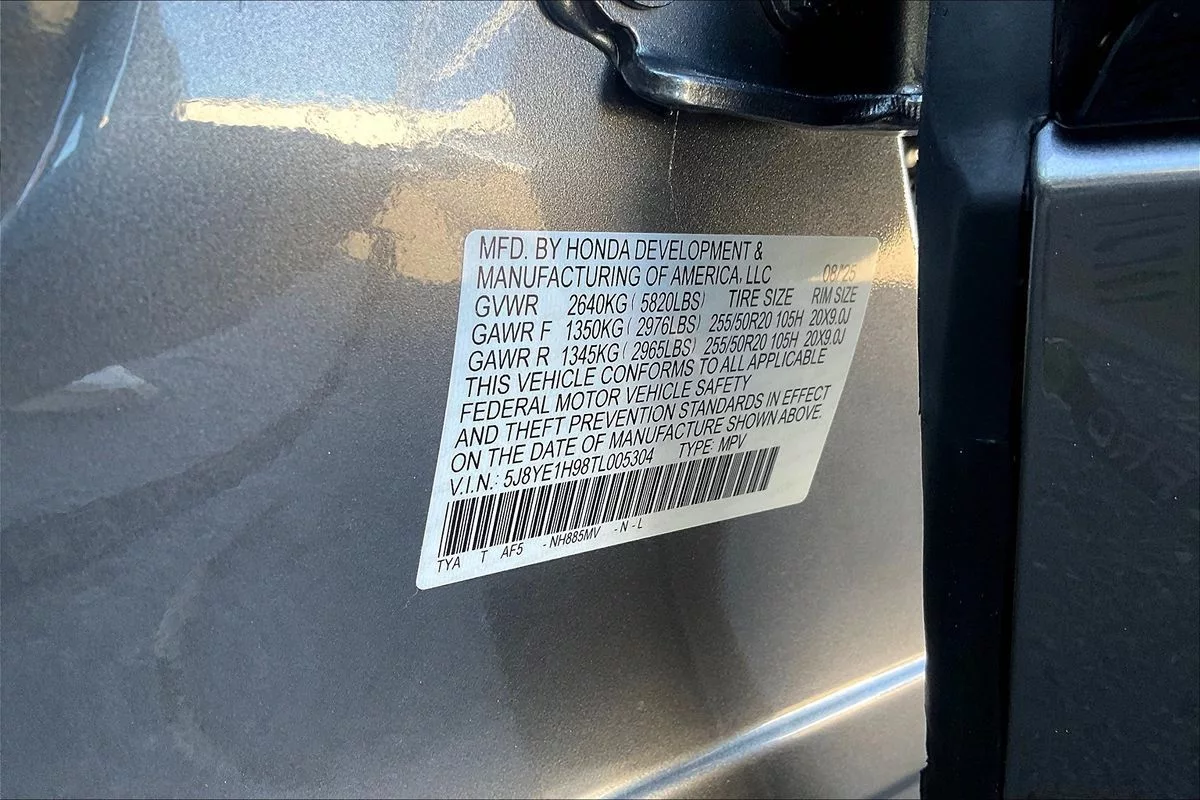 MFD. BY HONDA DEVELOPMENT &
MANUFACTURING OF AMERICA, LLC 08/25
GVWR 2640KG ( 5820LBS) TIRE SIZE RIM SIZE
GAWR F 1350KG ( 2976LBS) 255/50R20 105H 20X9.0J
GAWR R 1345KG ( 2965LBS) 255/50R20 105H 20X9.0J
THIS VEHICLE CONFORMS TO ALL APPLICABLE
FEDERAL MOTOR VEHICLE SAFETY
AND THEFT PREVENTION STANDARDS IN EFFECT
ON THE DATE OF MANUFACTURE SHOWN ABOVE.
V.I.N.: 5J8YE1H98TL005304 TYPE: MPV
TYA T AF5 - NH885MV - N - L